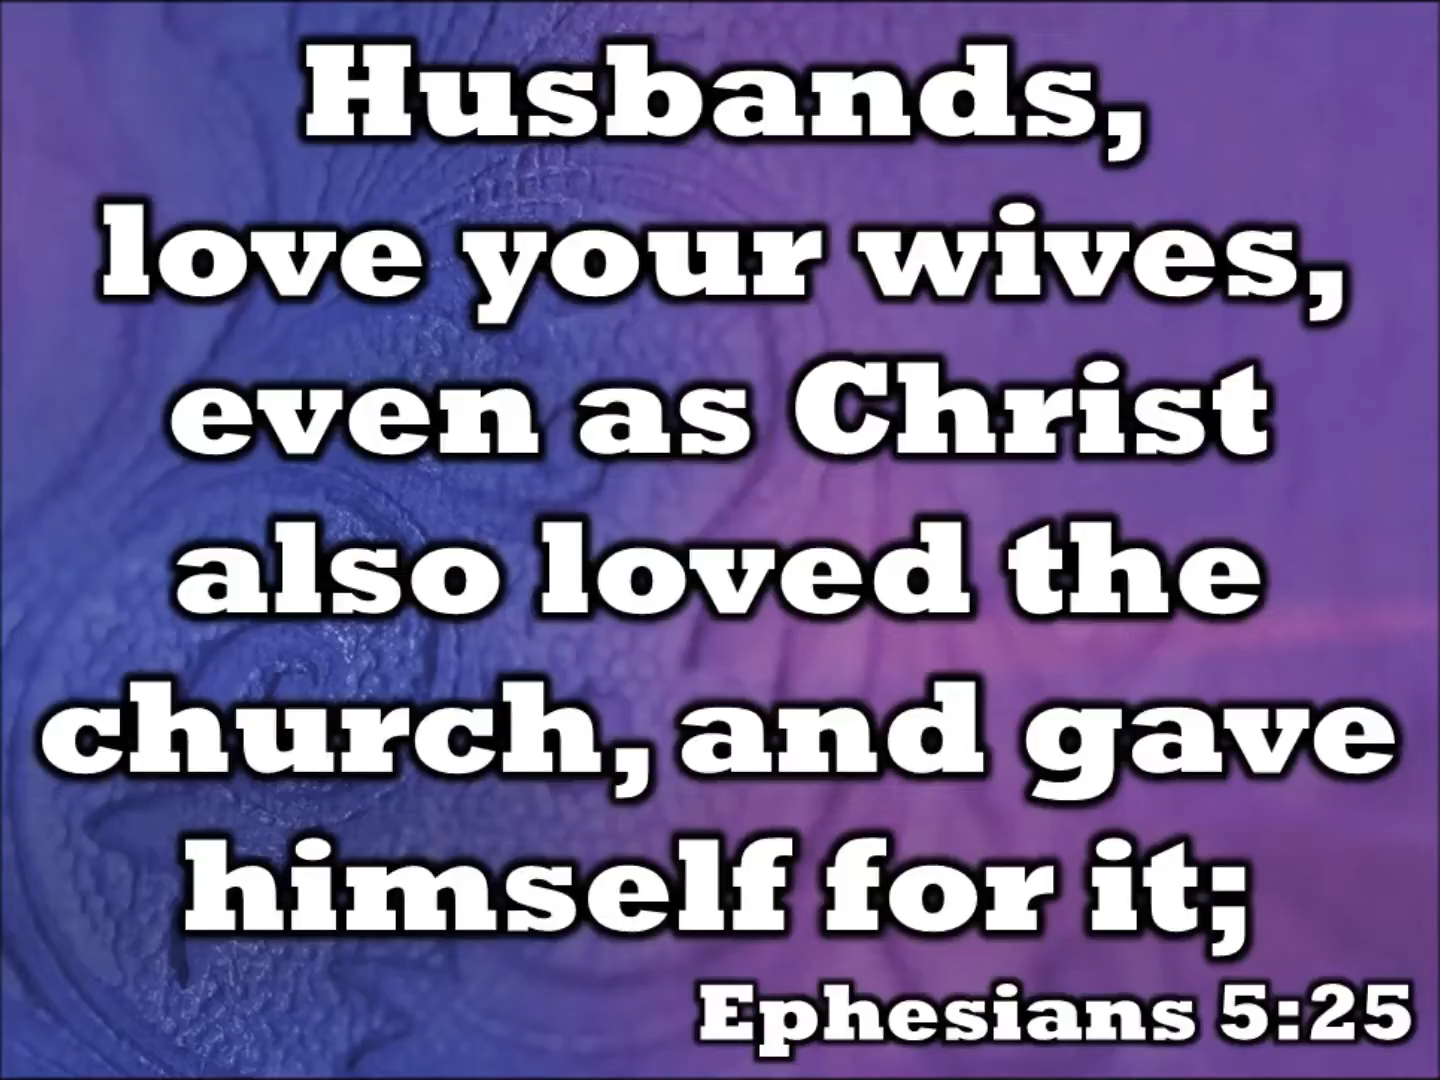 Husbands,
love your wives,
even as Christ
also loved the
church, and gave
himself for it;
Ephesians 5:25